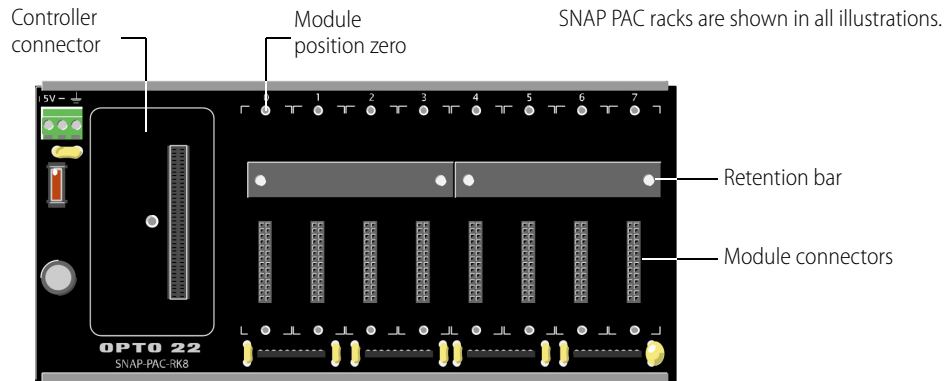 Controller
connector
Module
position zero
SNAP PAC racks are shown in all illustrations.
5V – ⏚
0 1 2 3 4 5 6 7
Retention bar
Module connectors
OPTO 22
SNAP-PAC-RK8